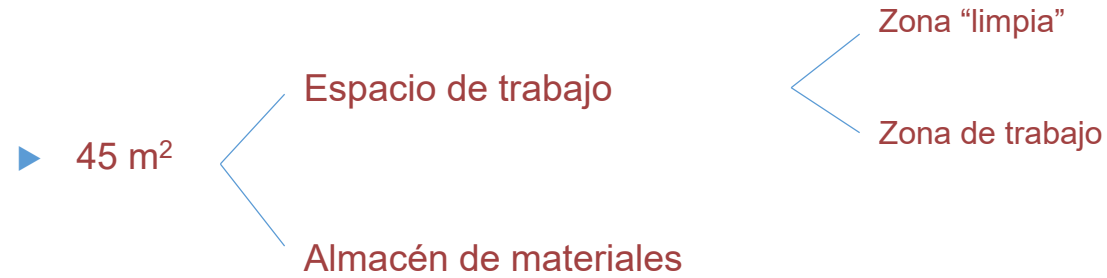 Zona “limpia”
Espacio de trabajo
Zona de trabajo
45 m²
Almacén de materiales